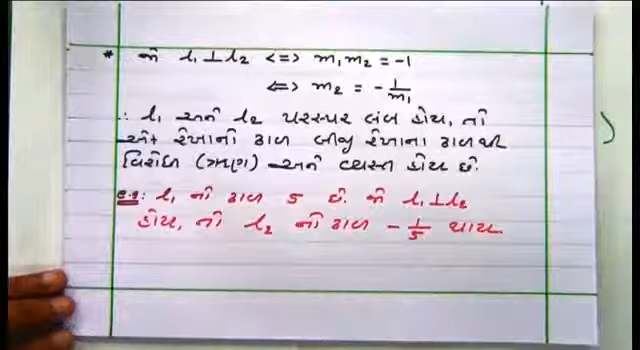 * જો l₁ ⊥ l₂ <=> m₁m₂ = -1
<=> m₂ = - 1/m₁
∴ l₁ અને l₂ પરસ્પર લંબ હોય, તો
એક રેખાનો ઢાળ બીજી રેખાના ઢાળથી
વિરોધિ (ઋણ) અને વ્યસ્ત હોય છે.
e.g: l₁ નો ઢાળ 5 છે. જો l₁ ⊥ l₂
હોય, તો l₂ નો ઢાળ - 1/5 થાય.